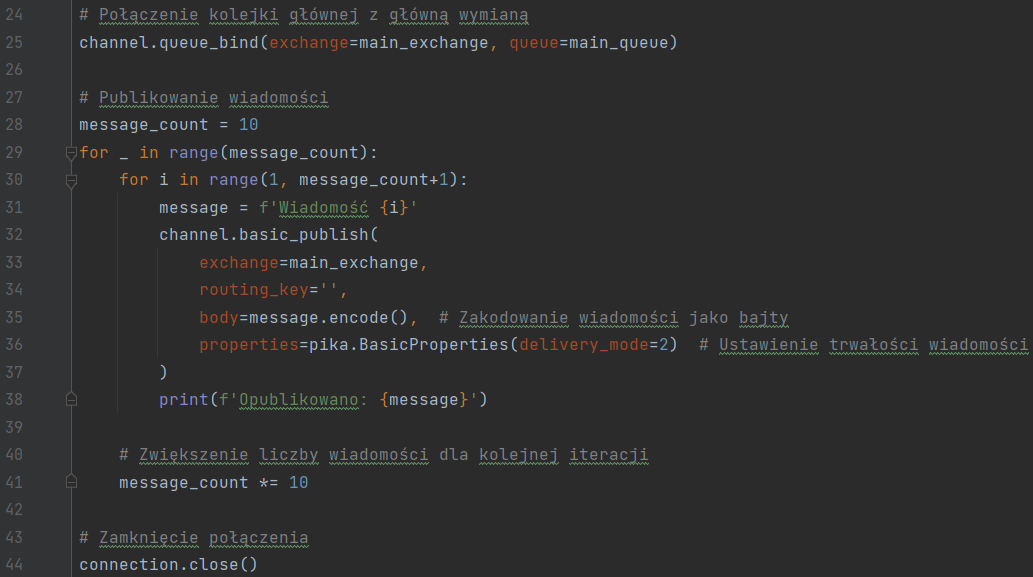 24 # Połączenie kolejki głównej z główną wymianą
25 channel.queue_bind(exchange=main_exchange, queue=main_queue)
26
27 # Publikowanie wiadomości
28 message_count = 10
29 for _ in range(message_count):
30     for i in range(1, message_count+1):
31         message = f'Wiadomość {i}'
32         channel.basic_publish(
33             exchange=main_exchange,
34             routing_key='',
35             body=message.encode(),  # Zakodowanie wiadomości jako bajty
36             properties=pika.BasicProperties(delivery_mode=2)  # Ustawienie trwałości wiadomości
37         )
38         print(f'Opublikowano: {message}')
39
40     # Zwiększenie liczby wiadomości dla kolejnej iteracji
41     message_count *= 10
42
43 # Zamknięcie połączenia
44 connection.close()